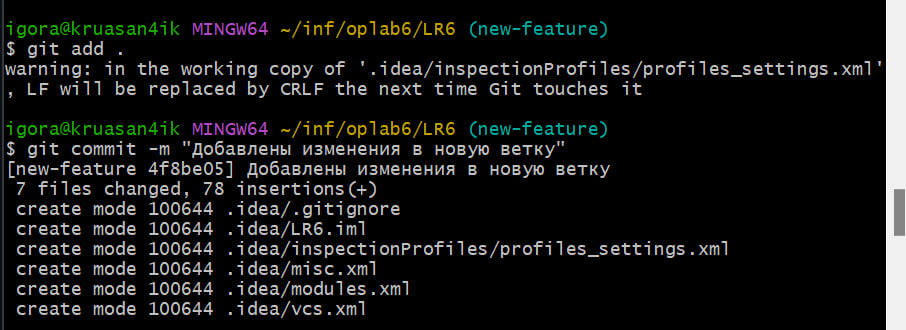 igora@kruasan4ik MINGW64 ~/inf/oplab6/LR6 (new-feature)
$ git add .
warning: in the working copy of '.idea/inspectionProfiles/profiles_settings.xml'
, LF will be replaced by CRLF the next time Git touches it
igora@kruasan4ik MINGW64 ~/inf/oplab6/LR6 (new-feature)
$ git commit -m "Добавлены изменения в новую ветку"
[new-feature 4f8be05] Добавлены изменения в новую ветку
 7 files changed, 78 insertions(+)
 create mode 100644 .idea/.gitignore
 create mode 100644 .idea/LR6.iml
 create mode 100644 .idea/inspectionProfiles/profiles_settings.xml
 create mode 100644 .idea/misc.xml
 create mode 100644 .idea/modules.xml
 create mode 100644 .idea/vcs.xml